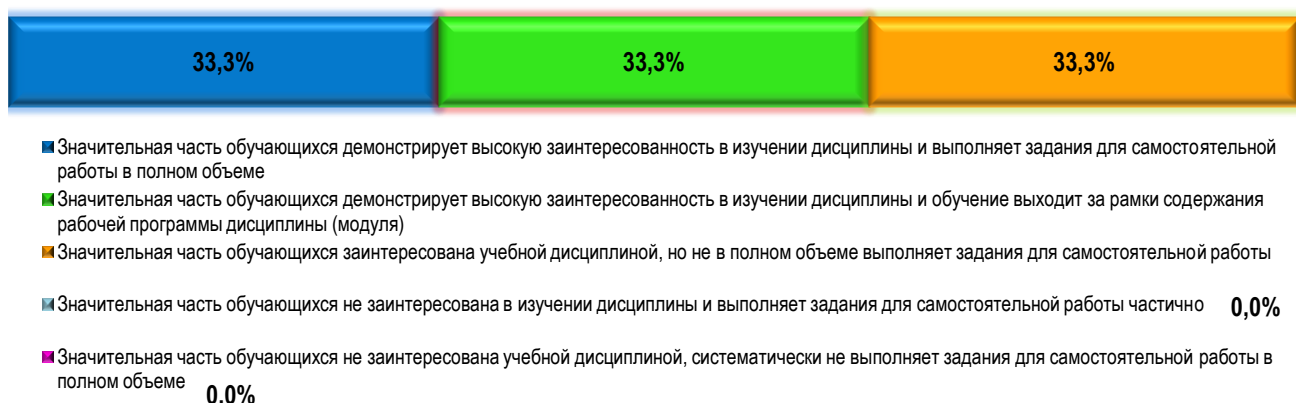 33,3% 33,3% 33,3%
Значительная часть обучающихся демонстрирует высокую заинтересованность в изучении дисциплины и выполняет задания для самостоятельной
работы в полном объеме
Значительная часть обучающихся демонстрирует высокую заинтересованность в изучении дисциплины и обучение выходит за рамки содержания
рабочей программы дисциплины (модуля)
Значительная часть обучающихся заинтересована учебной дисциплиной, но не в полном объеме выполняет задания для самостоятельной работы
Значительная часть обучающихся не заинтересована в изучении дисциплины и выполняет задания для самостоятельной работы частично 0,0%
Значительная часть обучающихся не заинтересована учебной дисциплиной, систематически не выполняет задания для самостоятельной работы в
полном объеме 0,0%